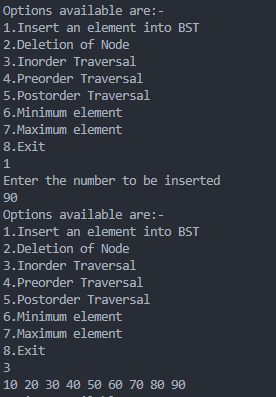 Options available are:-
1.Insert an element into BST
2.Deletion of Node
3.Inorder Traversal
4.Preorder Traversal
5.Postorder Traversal
6.Minimum element
7.Maximum element
8.Exit
1
Enter the number to be inserted
90
Options available are:-
1.Insert an element into BST
2.Deletion of Node
3.Inorder Traversal
4.Preorder Traversal
5.Postorder Traversal
6.Minimum element
7.Maximum element
8.Exit
3
10 20 30 40 50 60 70 80 90